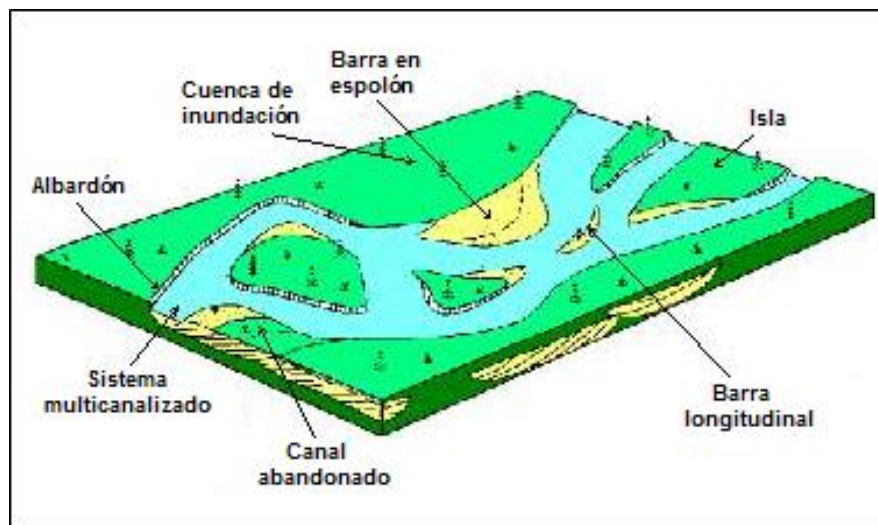 Barra en
espolón
Cuenca de
inundación
Isla
Albardón
Sistema
multicanalizado
Barra
longitudinal
Canal
abandonado